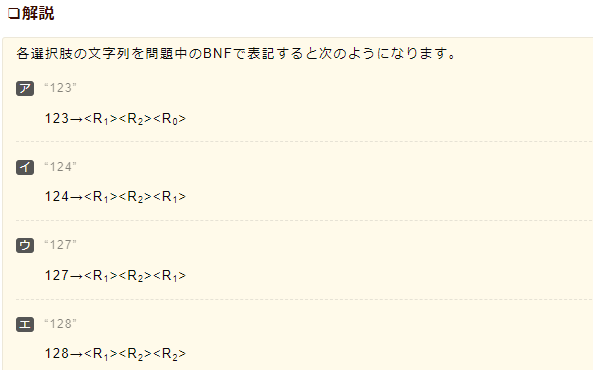 ❏解説
各選択肢の文字列を問題中のBNFで表記すると次のようになります。
ア “123”
123→<R₁><R₂><R₀>
イ “124”
124→<R₁><R₂><R₁>
ウ “127”
127→<R₁><R₂><R₁>
エ “128”
128→<R₁><R₂><R₂>